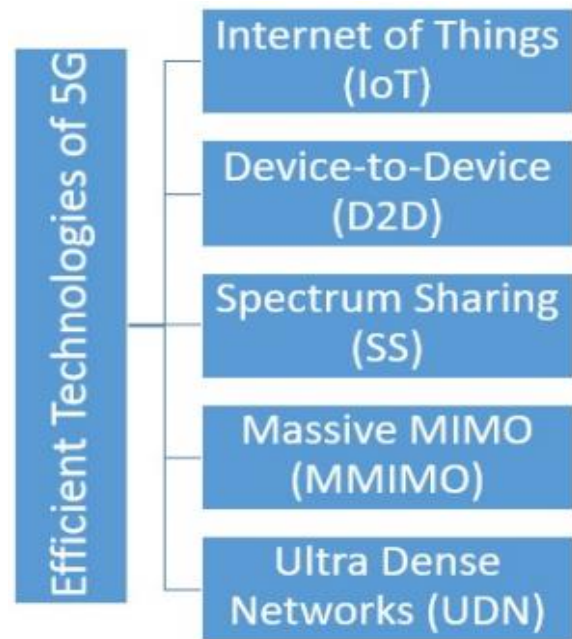 Efficient Technologies of 5G
Internet of Things
(IoT)
Device-to-Device
(D2D)
Spectrum Sharing
(SS)
Massive MIMO
(MMIMO)
Ultra Dense
Networks (UDN)